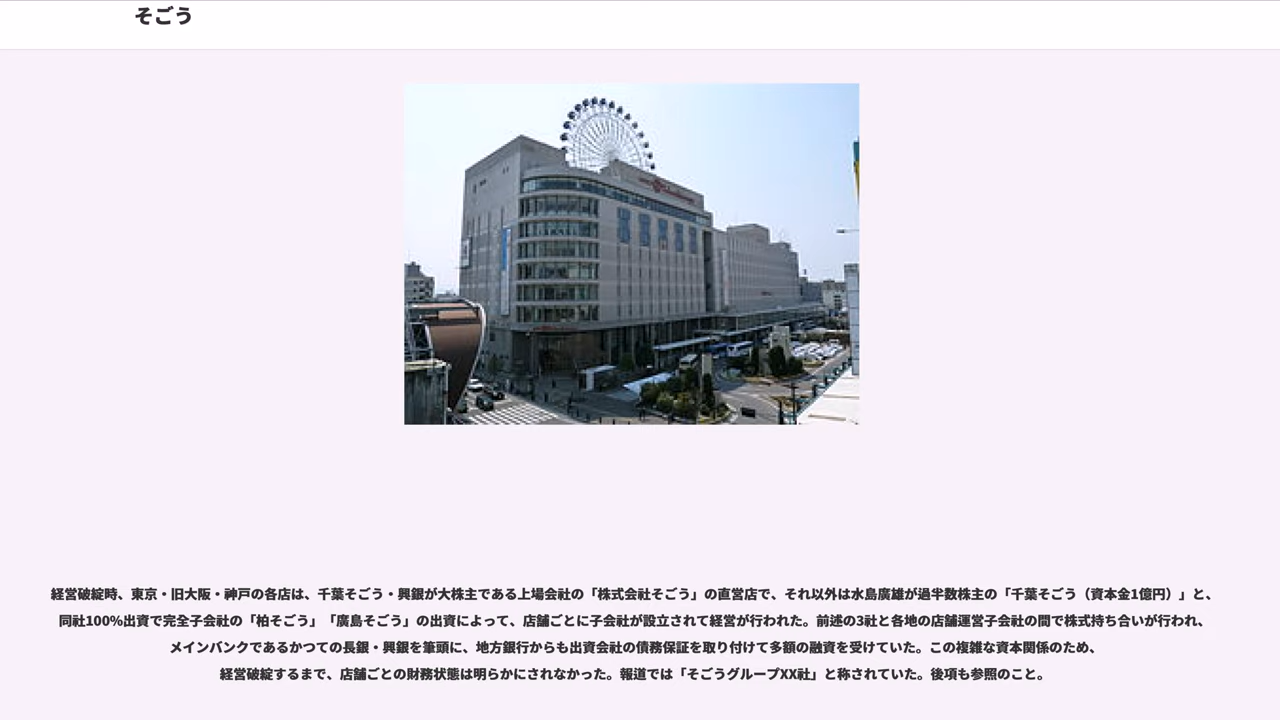 そごう
経営破綻時、東京・旧大阪・神戸の各店は、千葉そごう・興銀が大株主である上場会社の「株式会社そごう」の直営店で、それ以外は水島廣雄が過半数株主の「千葉そごう（資本金1億円）」と、
同社100%出資で完全子会社の「柏そごう」「廣島そごう」の出資によって、店舗ごとに子会社が設立されて経営が行われた。前述の3社と各地の店舗運営子会社の間で株式持ち合いが行われ、
メインバンクであるかつての長銀・興銀を筆頭に、地方銀行からも出資会社の債務保証を取り付けて多額の融資を受けていた。この複雑な資本関係のため、
経営破綻するまで、店舗ごとの財務状態は明らかにされなかった。報道では「そごうグループXX社」と称されていた。後項も参照のこと。